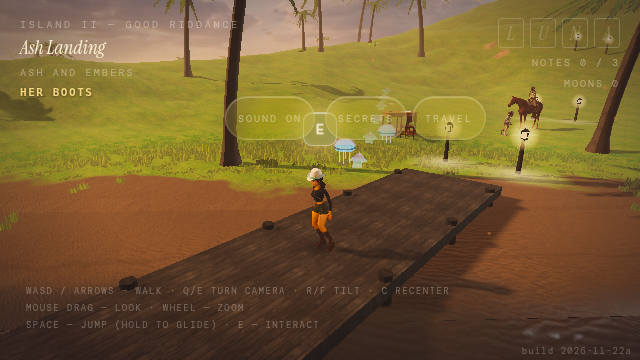 ISLAND II — GOOD RIDDANCE
Ash Landing
ASH AND EMBERS
HER BOOTS
L U N A
NOTES 0 / 3
MOONS 0
SOUND ON
E
SECRETS
TRAVEL
WASD / ARROWS — WALK · Q/E TURN CAMERA · R/F TILT · C RECENTER
MOUSE DRAG — LOOK · WHEEL — ZOOM
SPACE — JUMP (HOLD TO GLIDE) · E — INTERACT
build 2026-11-22a